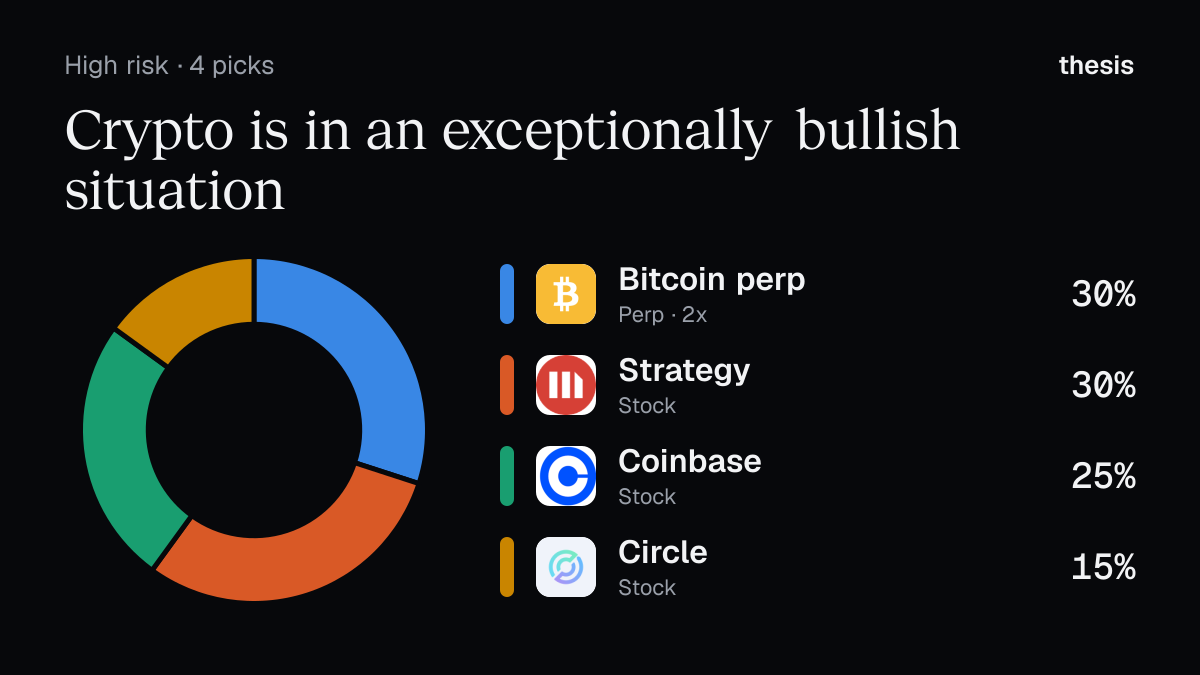 High risk · 4 picks
thesis
Crypto is in an exceptionally bullish
situation
Bitcoin perp
Perp · 2x
30%
Strategy
Stock
30%
Coinbase
Stock
25%
Circle
Stock
15%